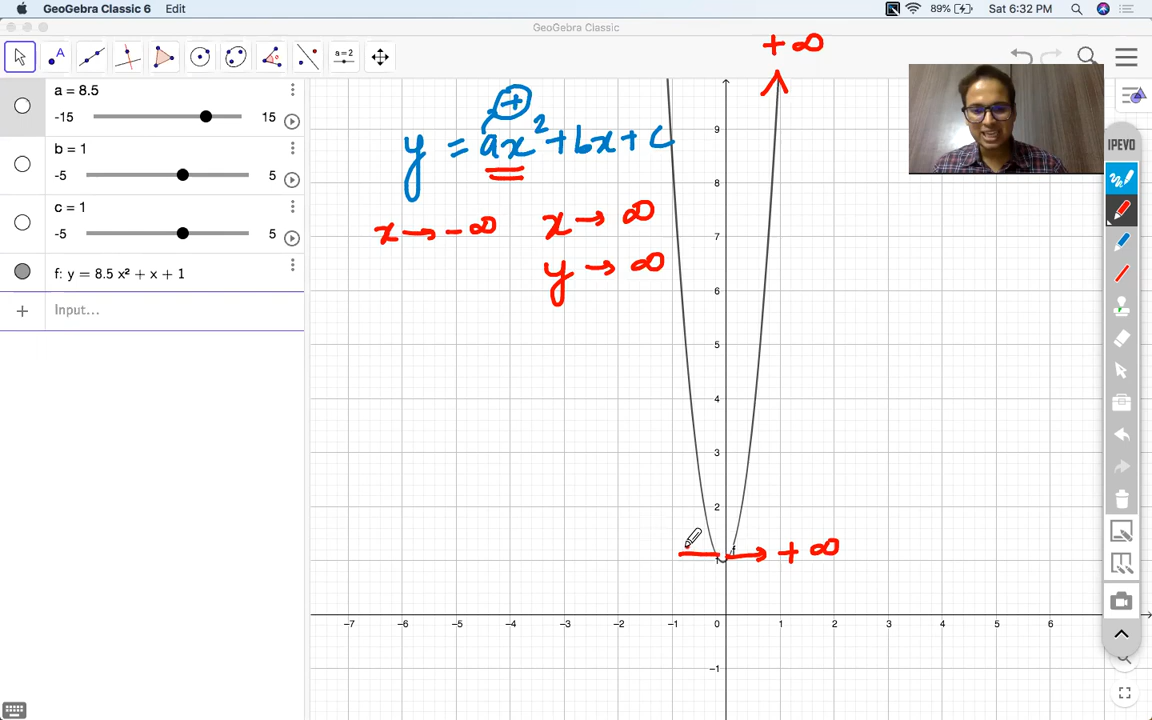 GeoGebra Classic 6 Edit 89% Sat 6:32 PM
GeoGebra Classic
a=2
a = 8.5
-15 15
b = 1
-5 5
c = 1
-5 5
f: y = 8.5 x² + x + 1
+ Input...
+∞
+
y = ax² + bx + c
x → -∞ x → ∞
y → ∞
→ +∞
f
9
8
7
6
5
4
3
2
1
-7 -6 -5 -4 -3 -2 -1 0 1 2 3 4 5 6
-1
IPEVO